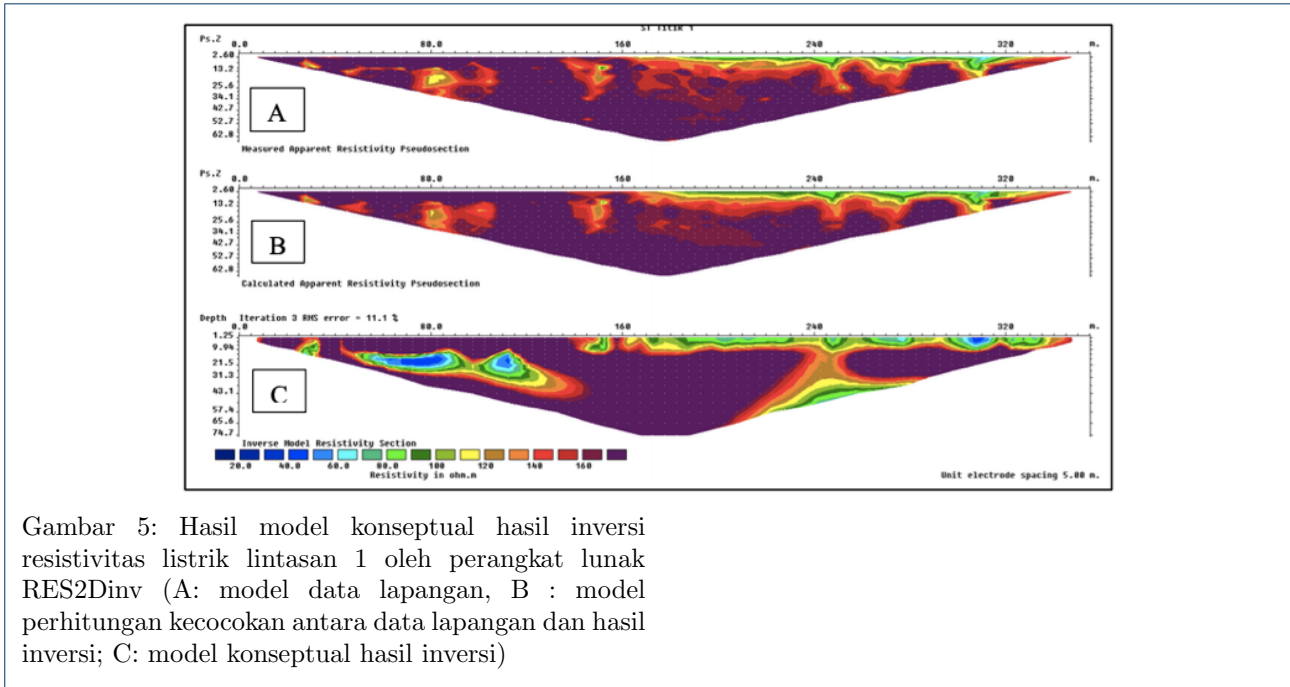 ST Titik 1
Ps.Z 0.0 80.0 160 240 320 m.
2.60
13.2
25.6
34.1
42.7
52.7
62.8
A
Measured Apparent Resistivity Pseudosection
Ps.Z 0.0 80.0 160 240 320 m.
2.60
13.2
25.6
34.1
42.7
52.7
62.8
B
Calculated Apparent Resistivity Pseudosection
Depth Iteration 3 RMS error = 11.1 %
0.0 80.0 160 240 320 m.
1.25
9.94
21.5
31.3
43.1
57.4
65.6
74.7
C
Inverse Model Resistivity Section
20.0 40.0 60.0 80.0 100 120 140 160
Resistivity in ohm.m
Unit electrode spacing 5.00 m.
Gambar 5: Hasil model konseptual hasil inversi
resistivitas listrik lintasan 1 oleh perangkat lunak
RES2Dinv (A: model data lapangan, B : model
perhitungan kecocokan antara data lapangan dan hasil
inversi; C: model konseptual hasil inversi)